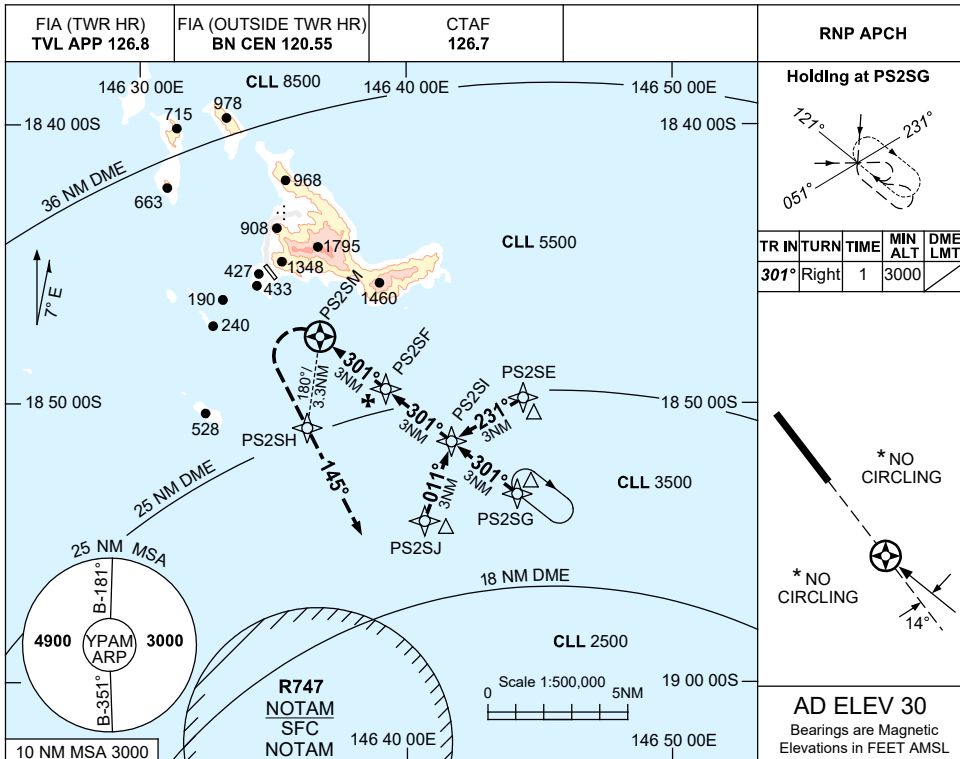 FIA (TWR HR)
TVL APP 126.8
FIA (OUTSIDE TWR HR)
BN CEN 120.55
CTAF
126.7
RNP APCH
146 30 00E
146 40 00E
146 50 00E
CLL 8500
18 40 00S
18 40 00S
715
978
36 NM DME
663
968
908
1795
CLL 5500
427
1348
433
1460
190
240
7° E
PS2SM
PS2SF
301°
3NM
180°/
3.3NM
PS2SI
PS2SE
301°
3NM
231°
3NM
18 50 00S
18 50 00S
528
PS2SH
145°
301°
3NM
011°
3NM
CLL 3500
PS2SG
PS2SJ
25 NM DME
25 NM MSA
B-181°
4900
YPAM
ARP
3000
B-351°
10 NM MSA 3000
18 NM DME
CLL 2500
R747
NOTAM
SFC
NOTAM
Scale 1:500,000
0
5NM
19 00 00S
146 40 00E
146 50 00E
Holding at PS2SG
121°
231°
051°
TR IN
TURN
TIME
MIN
ALT
DME
LMT
301°
Right
1
3000
* NO
CIRCLING
* NO
CIRCLING
14°
AD ELEV 30
Bearings are Magnetic
Elevations in FEET AMSL